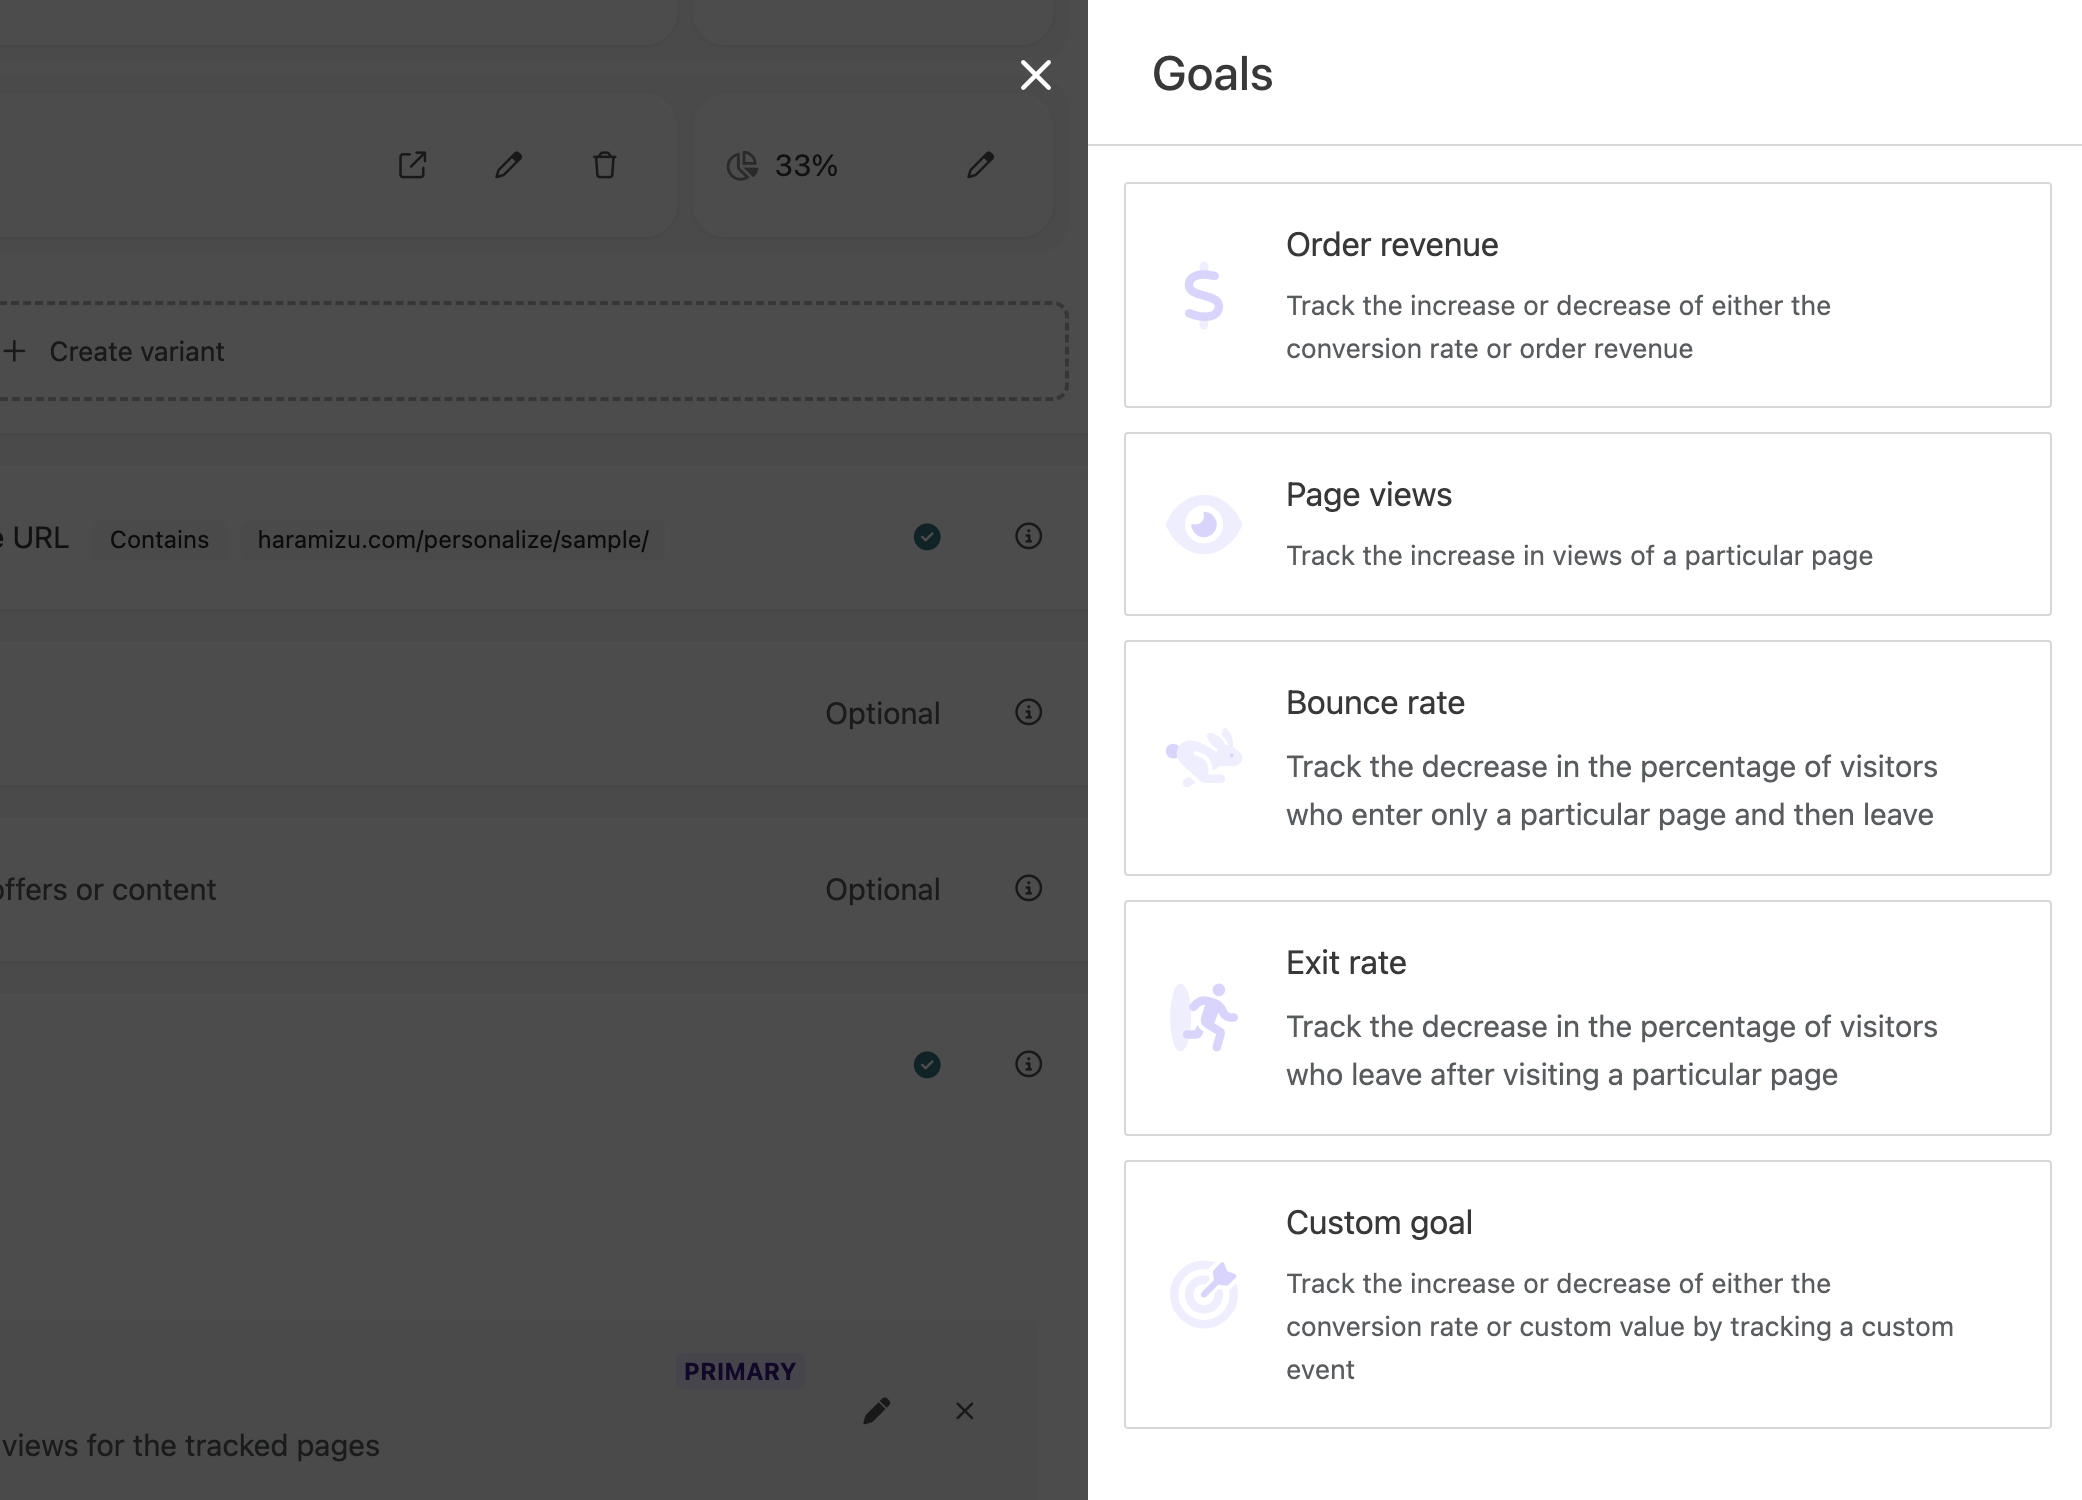 Goals
33%
Order revenue
Track the increase or decrease of either the
conversion rate or order revenue
Create variant
Page views
Track the increase in views of a particular page
URL Contains haramizu.com/personalize/sample/
Bounce rate
Track the decrease in the percentage of visitors
who enter only a particular page and then leave
Optional
offers or content Optional
Exit rate
Track the decrease in the percentage of visitors
who leave after visiting a particular page
Custom goal
Track the increase or decrease of either the
conversion rate or custom value by tracking a custom
event
PRIMARY
views for the tracked pages